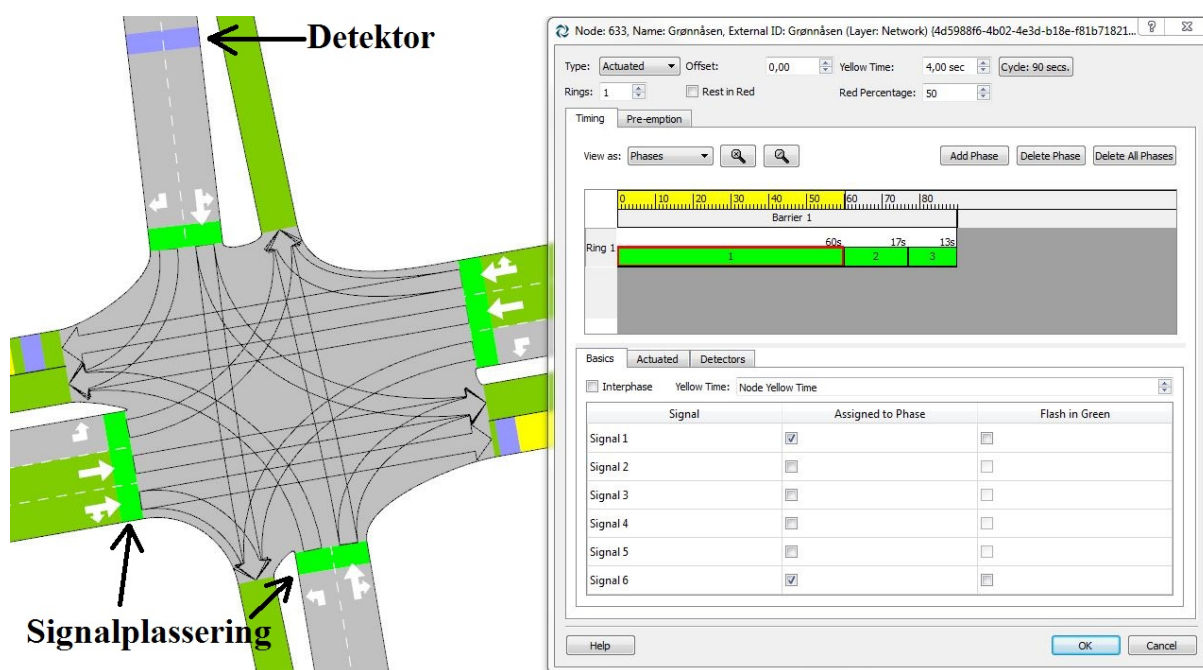 Detektor
Signalplassering
Node: 633, Name: Grønnåsen, External ID: Grønnåsen (Layer: Network) {4d5988f6-4b02-4e3d-b18e-f81b71821...
Type: Actuated Offset: 0,00 Yellow Time: 4,00 sec Cycle: 90 secs.
Rings: 1 Rest in Red Red Percentage: 50
Timing Pre-emption
View as: Phases Add Phase Delete Phase Delete All Phases
0 10 20 30 40 50 60 70 80
Barrier 1
60s 17s 13s
Ring 1 1 2 3
Basics Actuated Detectors
Interphase Yellow Time: Node Yellow Time
Signal Assigned to Phase Flash in Green
Signal 1
Signal 2
Signal 3
Signal 4
Signal 5
Signal 6
Help OK Cancel